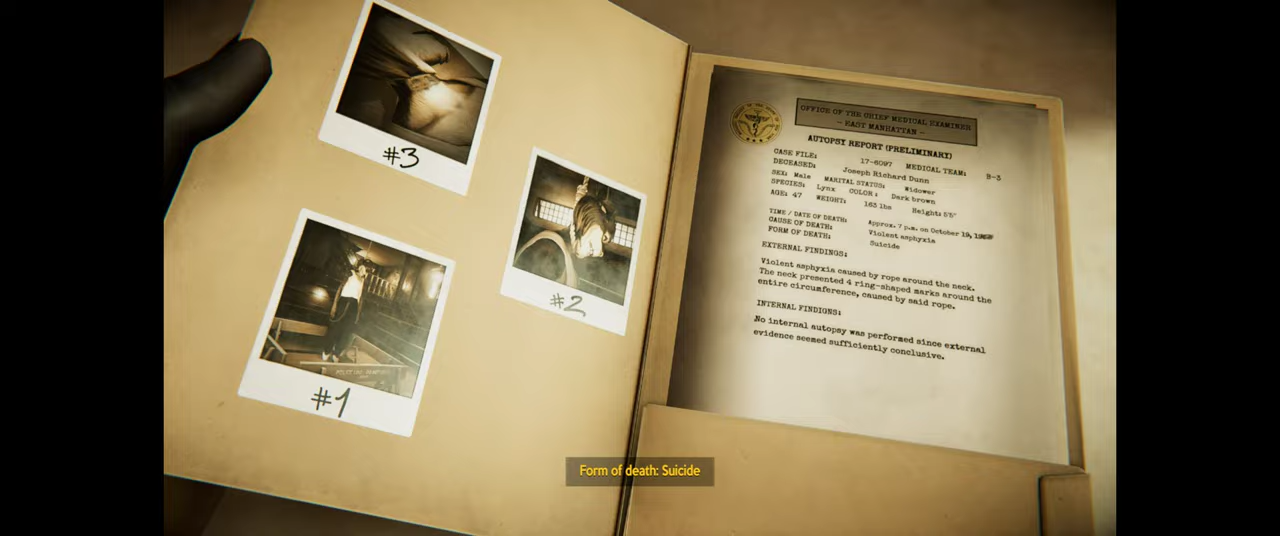 #3
#2
#1
OFFICE OF THE CHIEF MEDICAL EXAMINER
- EAST MANHATTAN -
AUTOPSY REPORT (PRELIMINARY)
CASE FILE: 17-6097 MEDICAL TEAM: B-3
DECEASED: Joseph Richard Dunn
SEX: Male MARITAL STATUS: Widower
SPECIES: Lynx COLOR: Dark brown
AGE: 47 WEIGHT: 163 lbs Height: 5'5"
TIME / DATE OF DEATH: Approx. 7 p.m. on October 19,
CAUSE OF DEATH: Violent asphyxia
FORM OF DEATH: Suicide
EXTERNAL FINDINGS:
Violent asphyxia caused by rope around the neck.
The neck presented 4 ring-shaped marks around the
entire circumference, caused by said rope.
INTERNAL FINDIGNS:
No internal autopsy was performed since external
evidence seemed sufficiently conclusive.
Form of death: Suicide